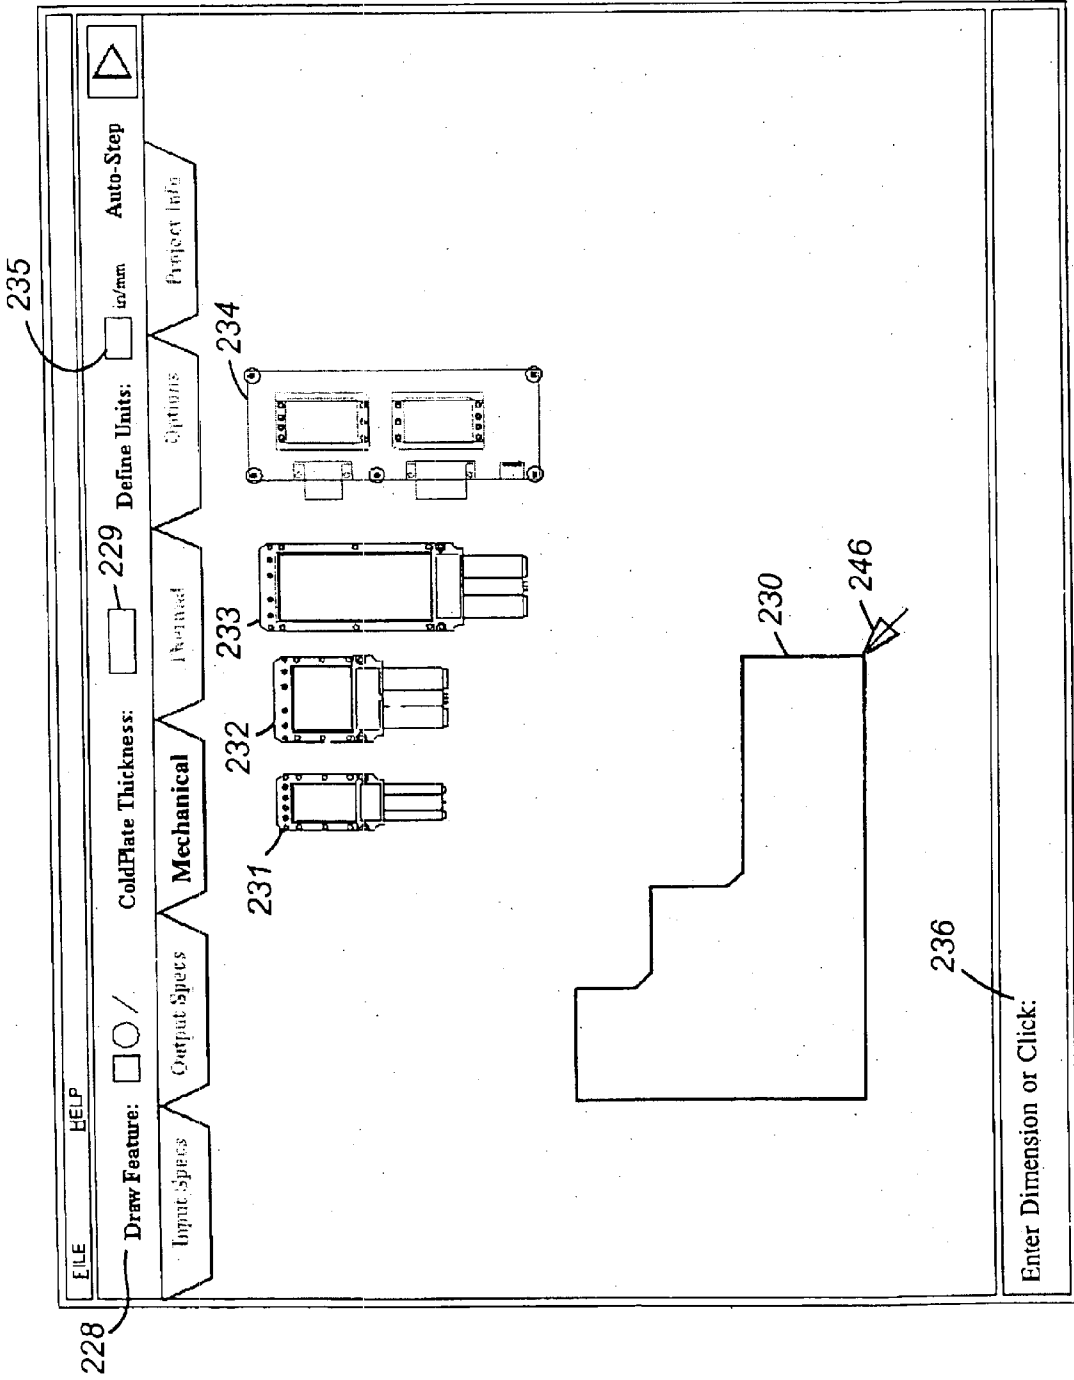 FILE HELP
Draw Feature: ColdPlate Thickness: Define Units: in/mm Auto-Step
Input Specs Output Specs Mechanical Thermal Options Project Info
228
229
235
231
232
233
234
230
246
236
Enter Dimension or Click: